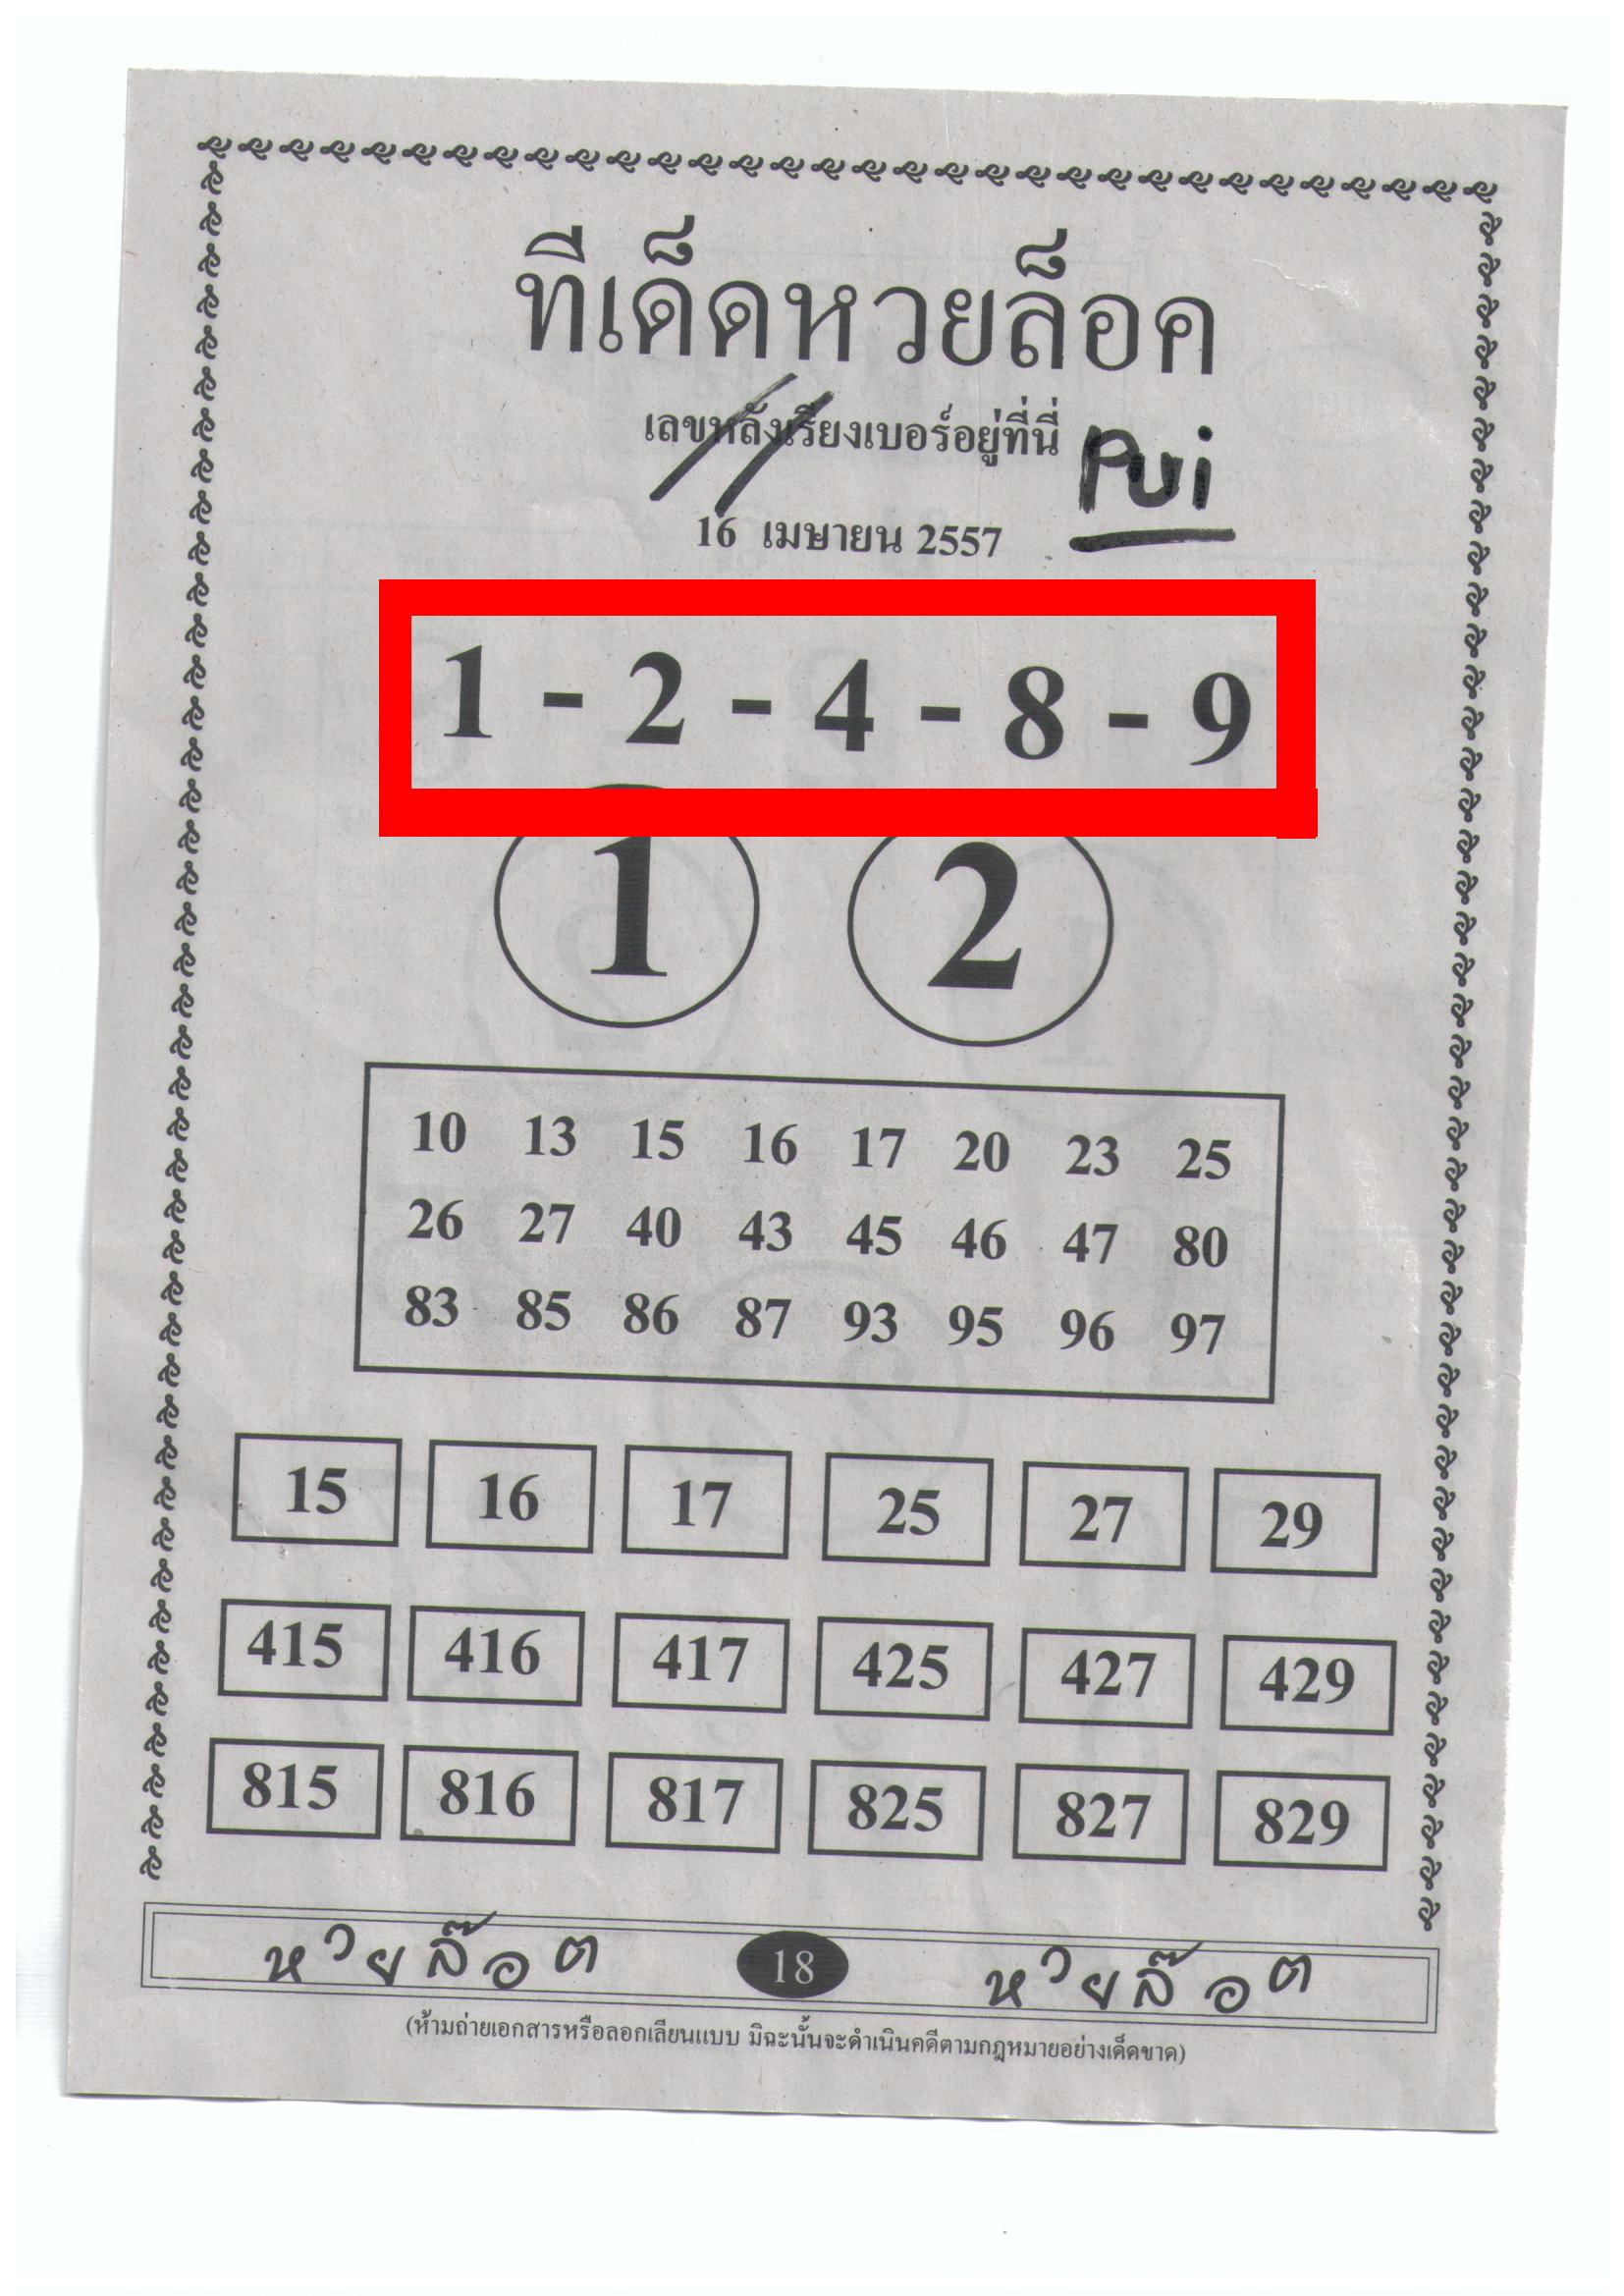 ทีเด็ดหวยล็อค
เลขหลังเรียงเบอร์อยู่ที่นี่ Pui
16 เมษายน 2557
1 - 2 - 4 - 8 - 9
1 2
10 13 15 16 17 20 23 25
26 27 40 43 45 46 47 80
83 85 86 87 93 95 96 97
15 16 17 25 27 29
415 416 417 425 427 429
815 816 817 825 827 829
หวยล๊อต 18 หวยล๊อต
(ห้ามถ่ายเอกสารหรือลอกเลียนแบบ มิฉะนั้นจะดำเนินคดีตามกฎหมายอย่างเด็ดขาด)